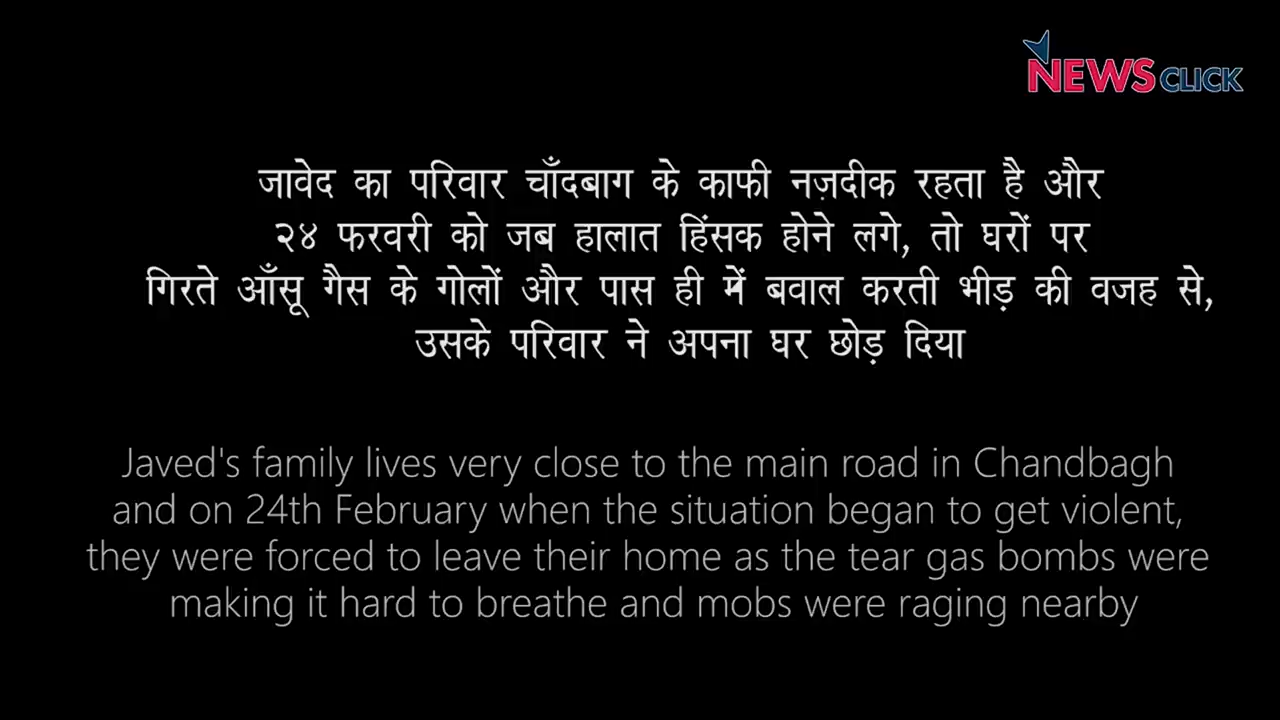 NEWSCLICK
जावेद का परिवार चाँदबाग के काफी नज़दीक रहता है और
२४ फरवरी को जब हालात हिंसक होने लगे, तो घरों पर
गिरते आँसू गैस के गोलों और पास ही में बवाल करती भीड़ की वजह से,
उसके परिवार ने अपना घर छोड़ दिया
Javed's family lives very close to the main road in Chandbagh
and on 24th February when the situation began to get violent,
they were forced to leave their home as the tear gas bombs were
making it hard to breathe and mobs were raging nearby